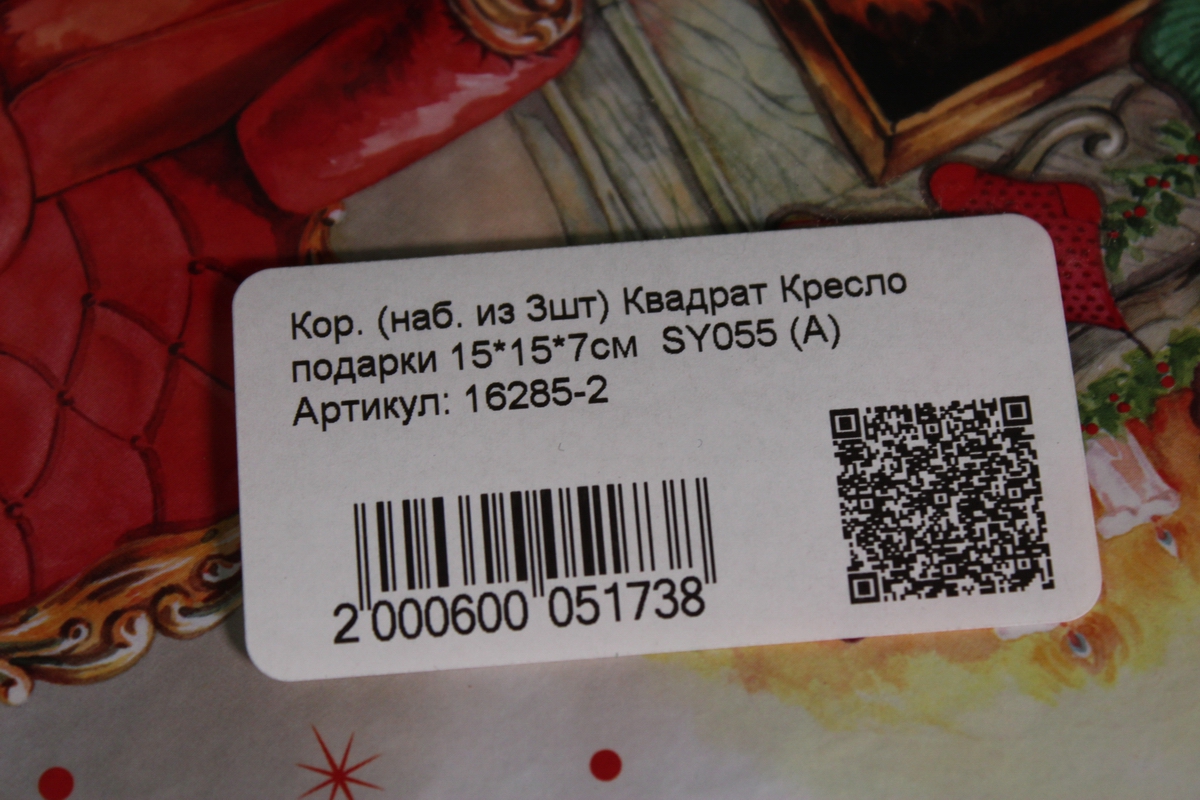 Кор. (наб. из 3шт) Квадрат Кресло
подарки 15*15*7см SY055 (А)
Артикул: 16285-2
2 000600 051738